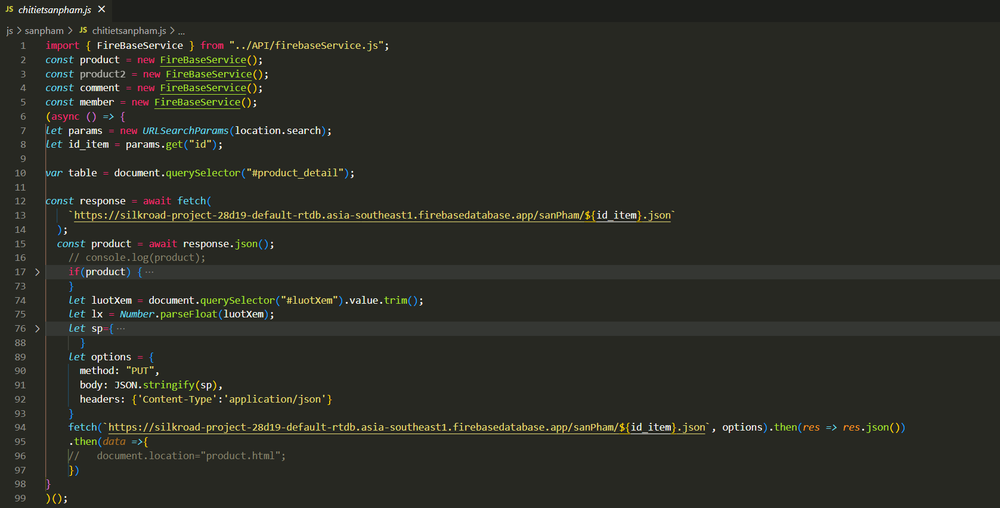 JS chitietsanpham.js ×
js > sanpham > JS chitietsanpham.js > ...
1 import { FireBaseService } from "../API/firebaseService.js";
2 const product = new FireBaseService();
3 const product2 = new FireBaseService();
4 const comment = new FireBaseService();
5 const member = new FireBaseService();
6 (async () => {
7 let params = new URLSearchParams(location.search);
8 let id_item = params.get("id");
9
10 var table = document.querySelector("#product_detail");
11
12 const response = await fetch(
13 `https://silkroad-project-28d19-default-rtdb.asia-southeast1.firebasedatabase.app/sanPham/${id_item}.json`
14 );
15 const product = await response.json();
16 // console.log(product);
17 > if(product) { ...
73 }
74 let luotXem = document.querySelector("#luotXem").value.trim();
75 let lx = Number.parseFloat(luotXem);
76 > let sp={ ...
88 }
89 let options = {
90 method: "PUT",
91 body: JSON.stringify(sp),
92 headers: {'Content-Type':'application/json'}
93 }
94 fetch(`https://silkroad-project-28d19-default-rtdb.asia-southeast1.firebasedatabase.app/sanPham/${id_item}.json`, options).then(res => res.json())
95 .then(data =>{
96 // document.location="product.html";
97 })
98 }
99 )();